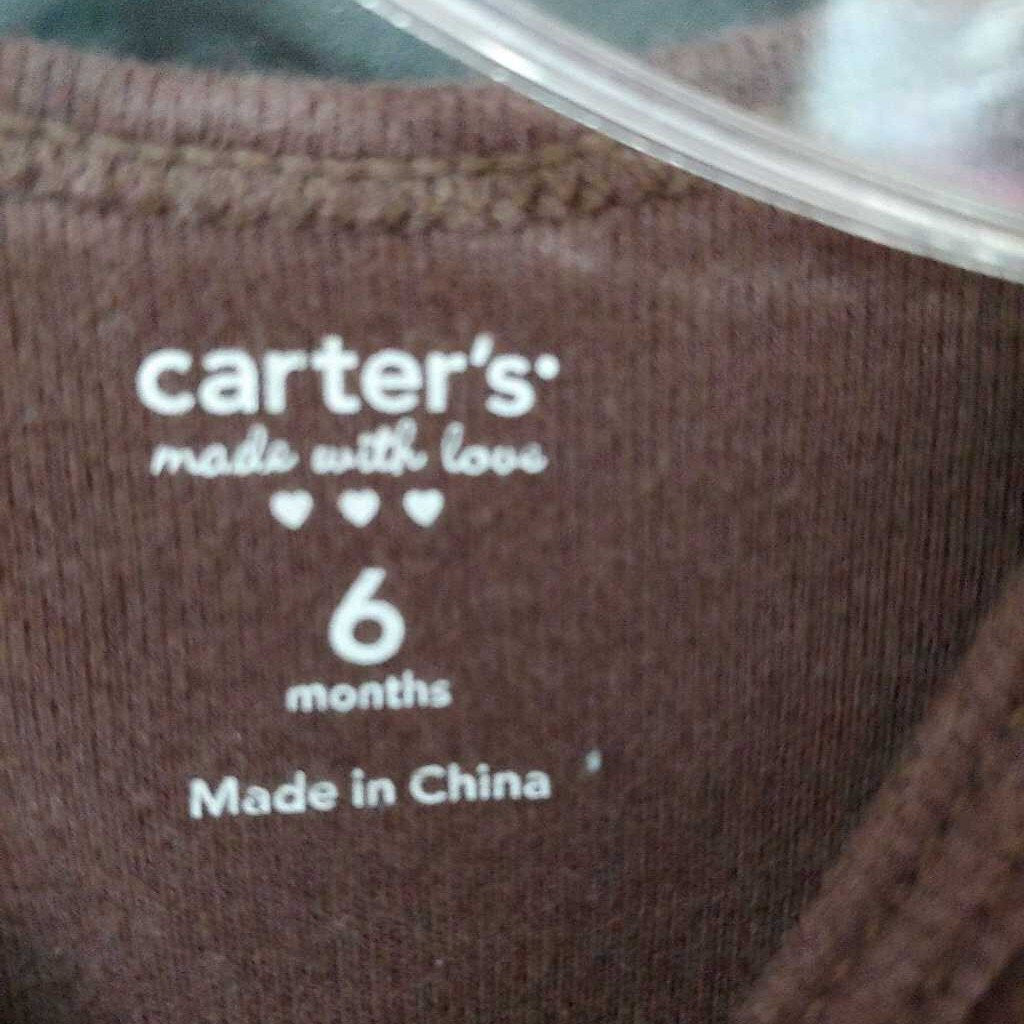 carter's
made with love
6
months
Made in China